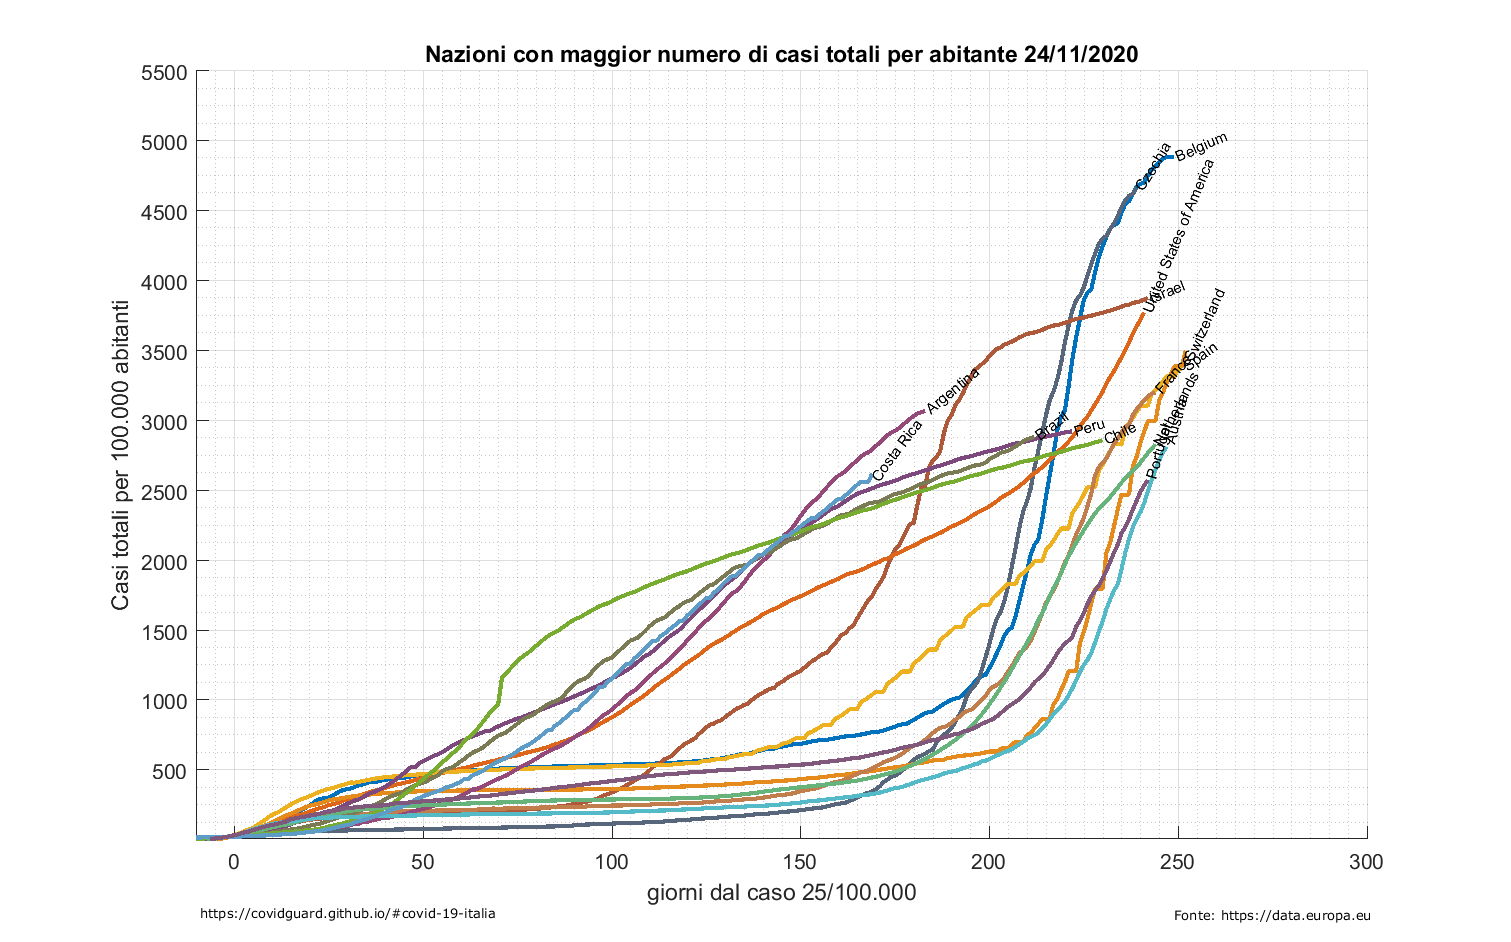 Nazioni con maggior numero di casi totali per abitante 24/11/2020
5500
5000
4500
4000
3500
3000
2500
2000
1500
1000
500
Casi totali per 100.000 abitanti
Czechia
Belgium
United States of America
Israel
Switzerland
Spain
France
Netherlands
Austria
Portugal
Argentina
Costa Rica
Brazil
Peru
Chile
0 50 100 150 200 250 300
giorni dal caso 25/100.000
https://covidguard.github.io/#covid-19-italia
Fonte: https://data.europa.eu